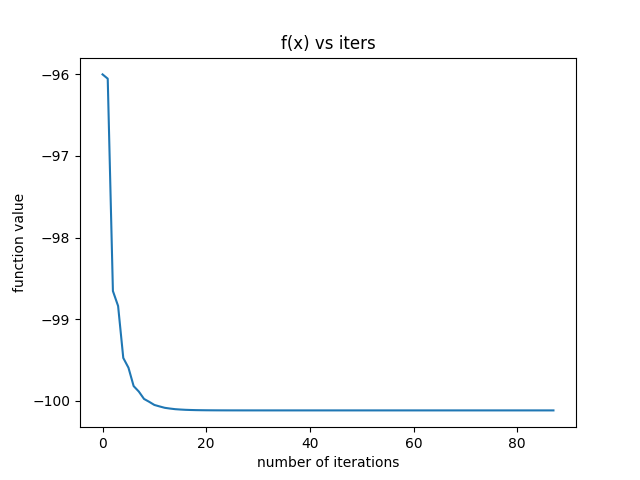 f(x) vs iters
−96
−97
−98
−99
−100
function value
0 20 40 60 80
number of iterations